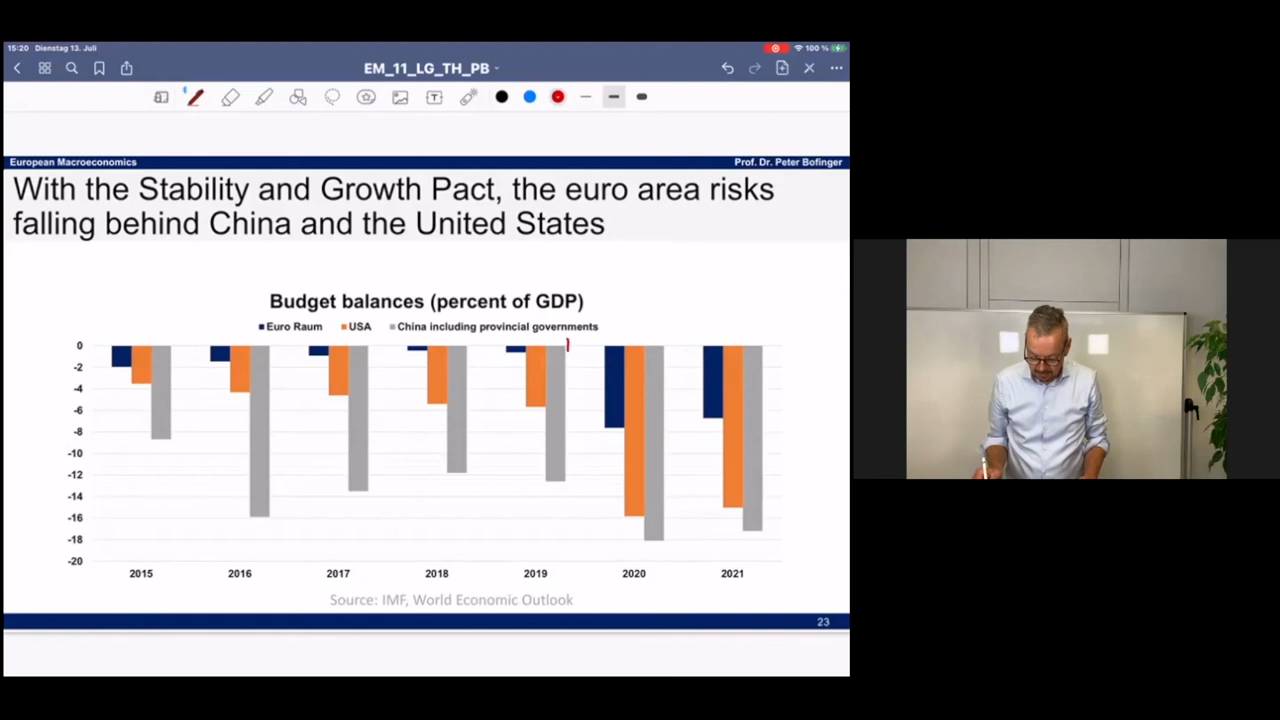 15:20 Dienstag 13. Juli
100 %
EM_11_LG_TH_PB
European Macroeconomics
Prof. Dr. Peter Bofinger
With the Stability and Growth Pact, the euro area risks
falling behind China and the United States
Budget balances (percent of GDP)
Euro Raum USA China including provincial governments
0
-2
-4
-6
-8
-10
-12
-14
-16
-18
-20
2015 2016 2017 2018 2019 2020 2021
Source: IMF, World Economic Outlook
23